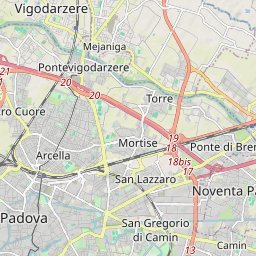 Vigodarzere
Mejaniga
Pontevigodarzere
21
20
21
20
Torre
ro Cuore
19
18
Mortise
Ponte di Bren
Arcella
18bis
17
San Lazzaro
Noventa Pa
Padova
San Gregorio
di Camin
Camin
13